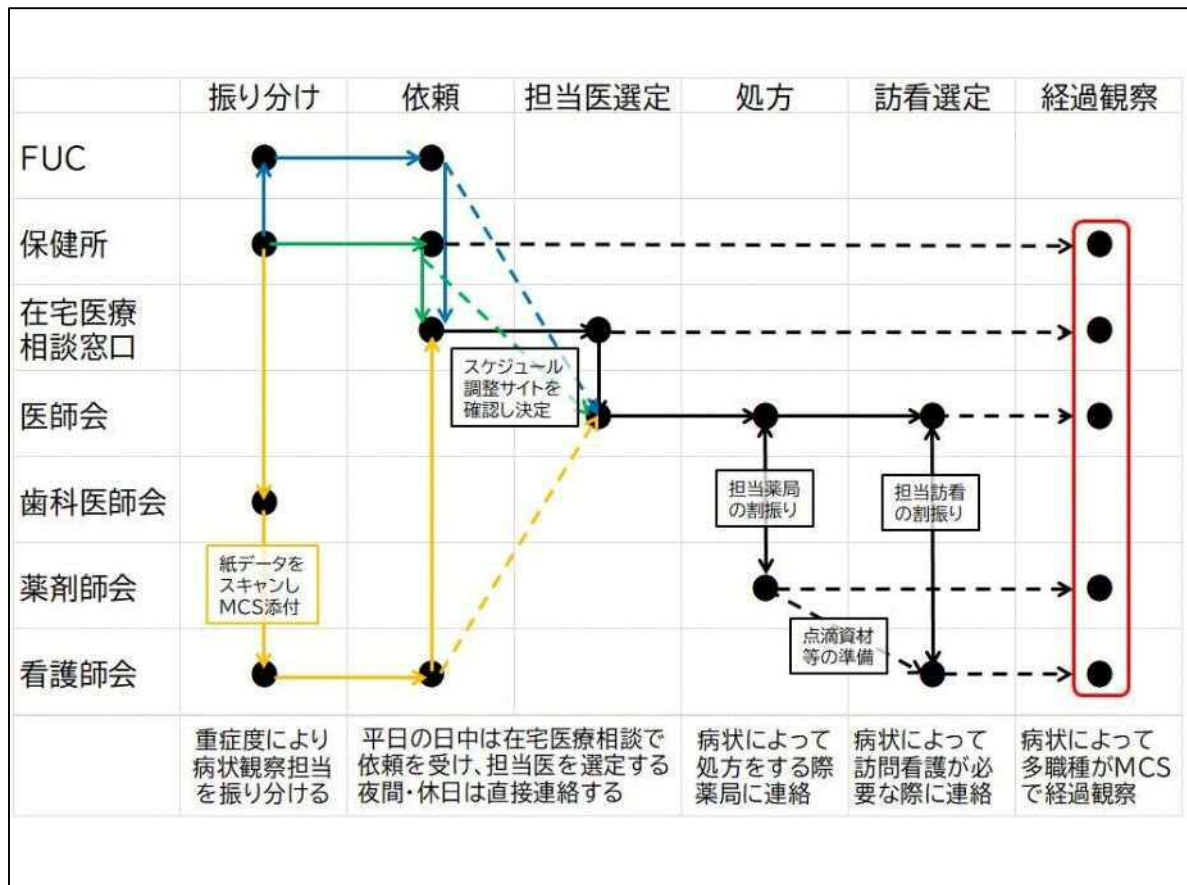 振り分け
依頼
担当医選定
処方
訪看選定
経過観察
FUC
保健所
在宅医療
相談窓口
スケジュール
調整サイトを
確認し決定
医師会
歯科医師会
担当薬局
の割振り
担当訪看
の割振り
紙データを
スキャンし
MCS添付
薬剤師会
点滴資材
等の準備
看護師会
重症度により
病状観察担当
を振り分ける
平日の日中は在宅医療相談で
依頼を受け、担当医を選定する
夜間・休日は直接連絡する
病状によって
処方をする際
薬局に連絡
病状によって
訪問看護が必
要な際に連絡
病状によって
多職種がMCS
で経過観察